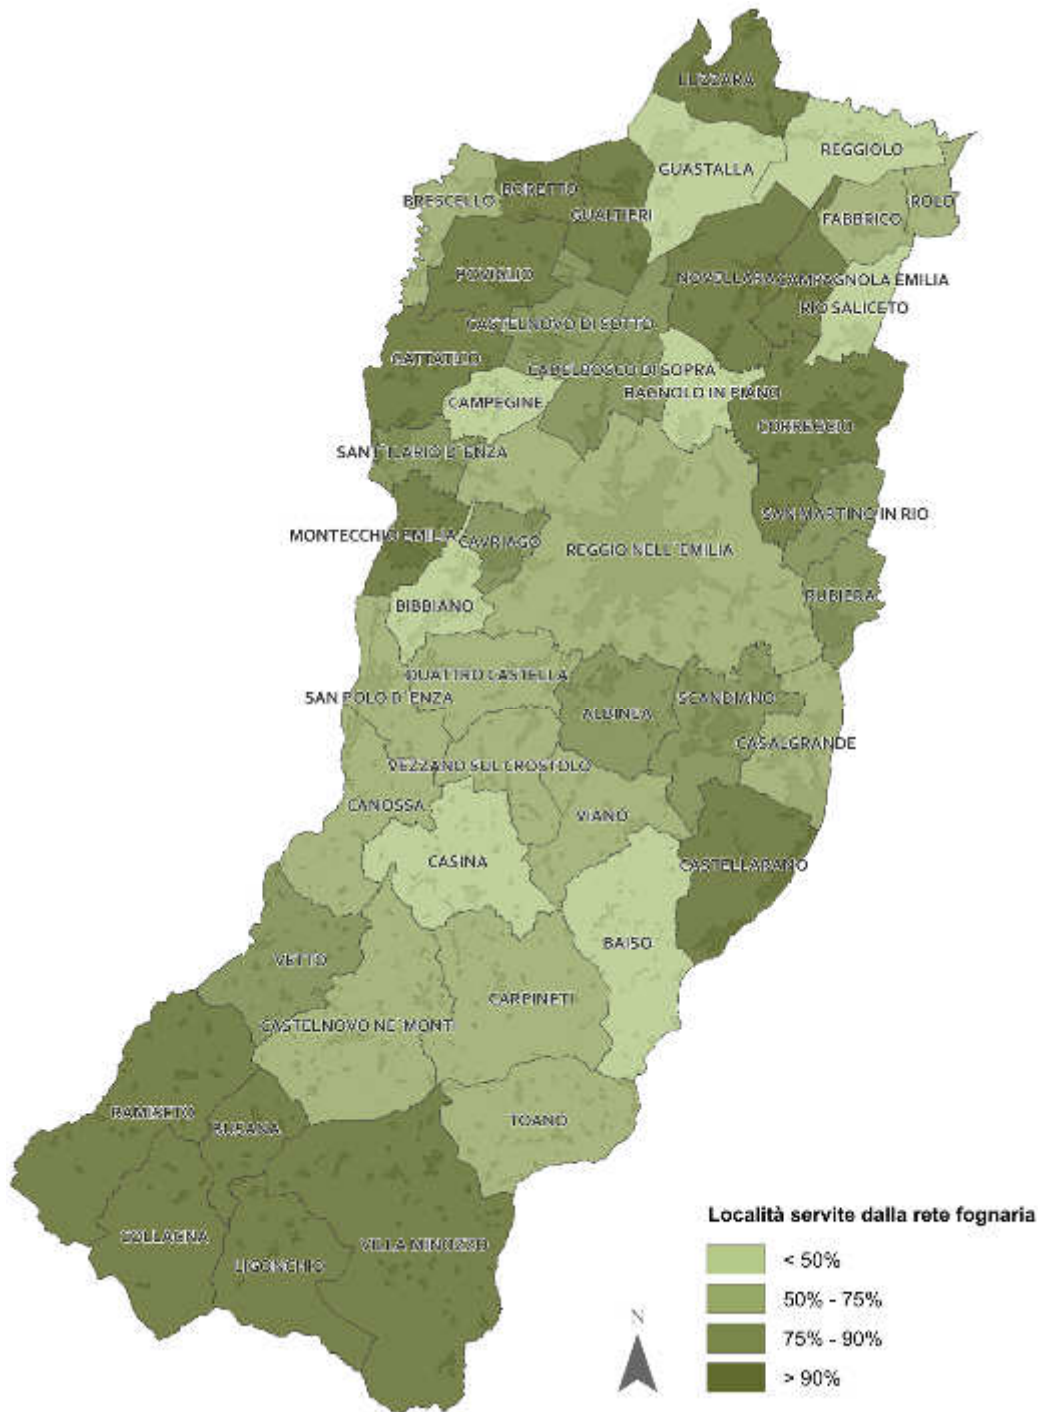 LUZZARA
REGGIOLO
GUASTALLA
BORETTO
BRESCELLO
ROLO
GUALTIERI
FABBRICO
POVIGLIO
NOVELLARA
CAMPAGNOLA EMILIA
RIO SALICETO
CASTELNOVO DI SOTTO
GATTATICO
CADELBOSCO DI SOPRA
BAGNOLO IN PIANO
CAMPEGINE
CORREGGIO
SANT'ILARIO D'ENZA
SAN MARTINO IN RIO
MONTECCHIO EMILIA
CAVRIAGO
REGGIO NELL'EMILIA
RUBIERA
BIBBIANO
QUATTRO CASTELLA
SAN POLO D'ENZA
SCANDIANO
ALBINEA
CASALGRANDE
VEZZANO SUL CROSTOLO
CANOSSA
VIANO
CASINA
CASTELLARANO
BAISO
VETTO
CARPINETI
CASTELNOVO NE'MONTI
RAMISETO
BUSANA
TOANO
COLLAGNA
VILLA MINOZZO
LIGONCHIO
Località servite dalla rete fognaria
< 50%
50% - 75%
75% - 90%
> 90%
N